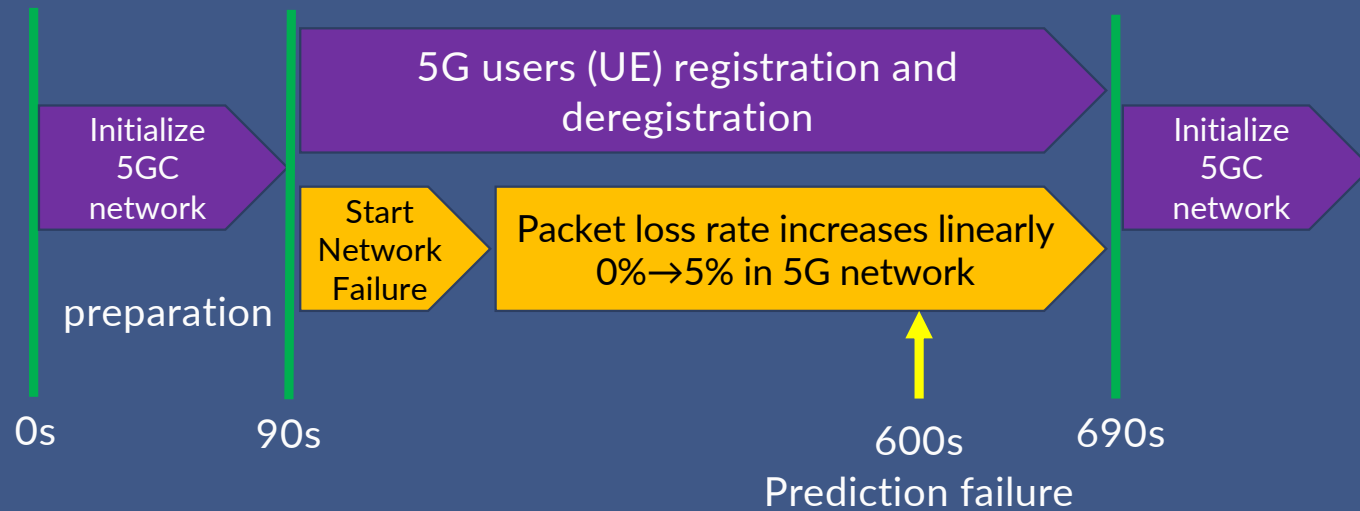 5G users (UE) registration and
deregistration
Initialize
5GC
network
Initialize
5GC
network
Start
Network
Failure
Packet loss rate increases linearly
0%→5% in 5G network
preparation
0s
90s
600s
690s
Prediction failure